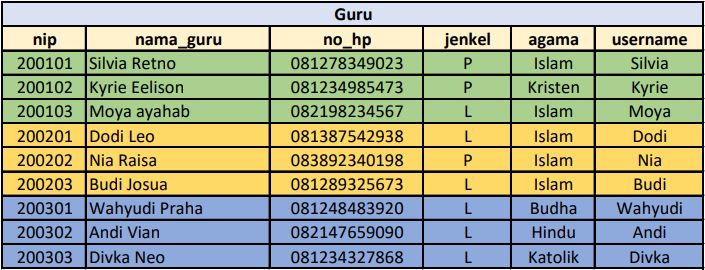 Guru
nip nama_guru no_hp jenkel agama username
200101 Silvia Retno 081278349023 P Islam Silvia
200102 Kyrie Eelison 081234985473 P Kristen Kyrie
200103 Moya ayahab 082198234567 L Islam Moya
200201 Dodi Leo 081387542938 L Islam Dodi
200202 Nia Raisa 083892340198 P Islam Nia
200203 Budi Josua 081289325673 L Islam Budi
200301 Wahyudi Praha 081248483920 L Budha Wahyudi
200302 Andi Vian 082147659090 L Hindu Andi
200303 Divka Neo 081234327868 L Katolik Divka